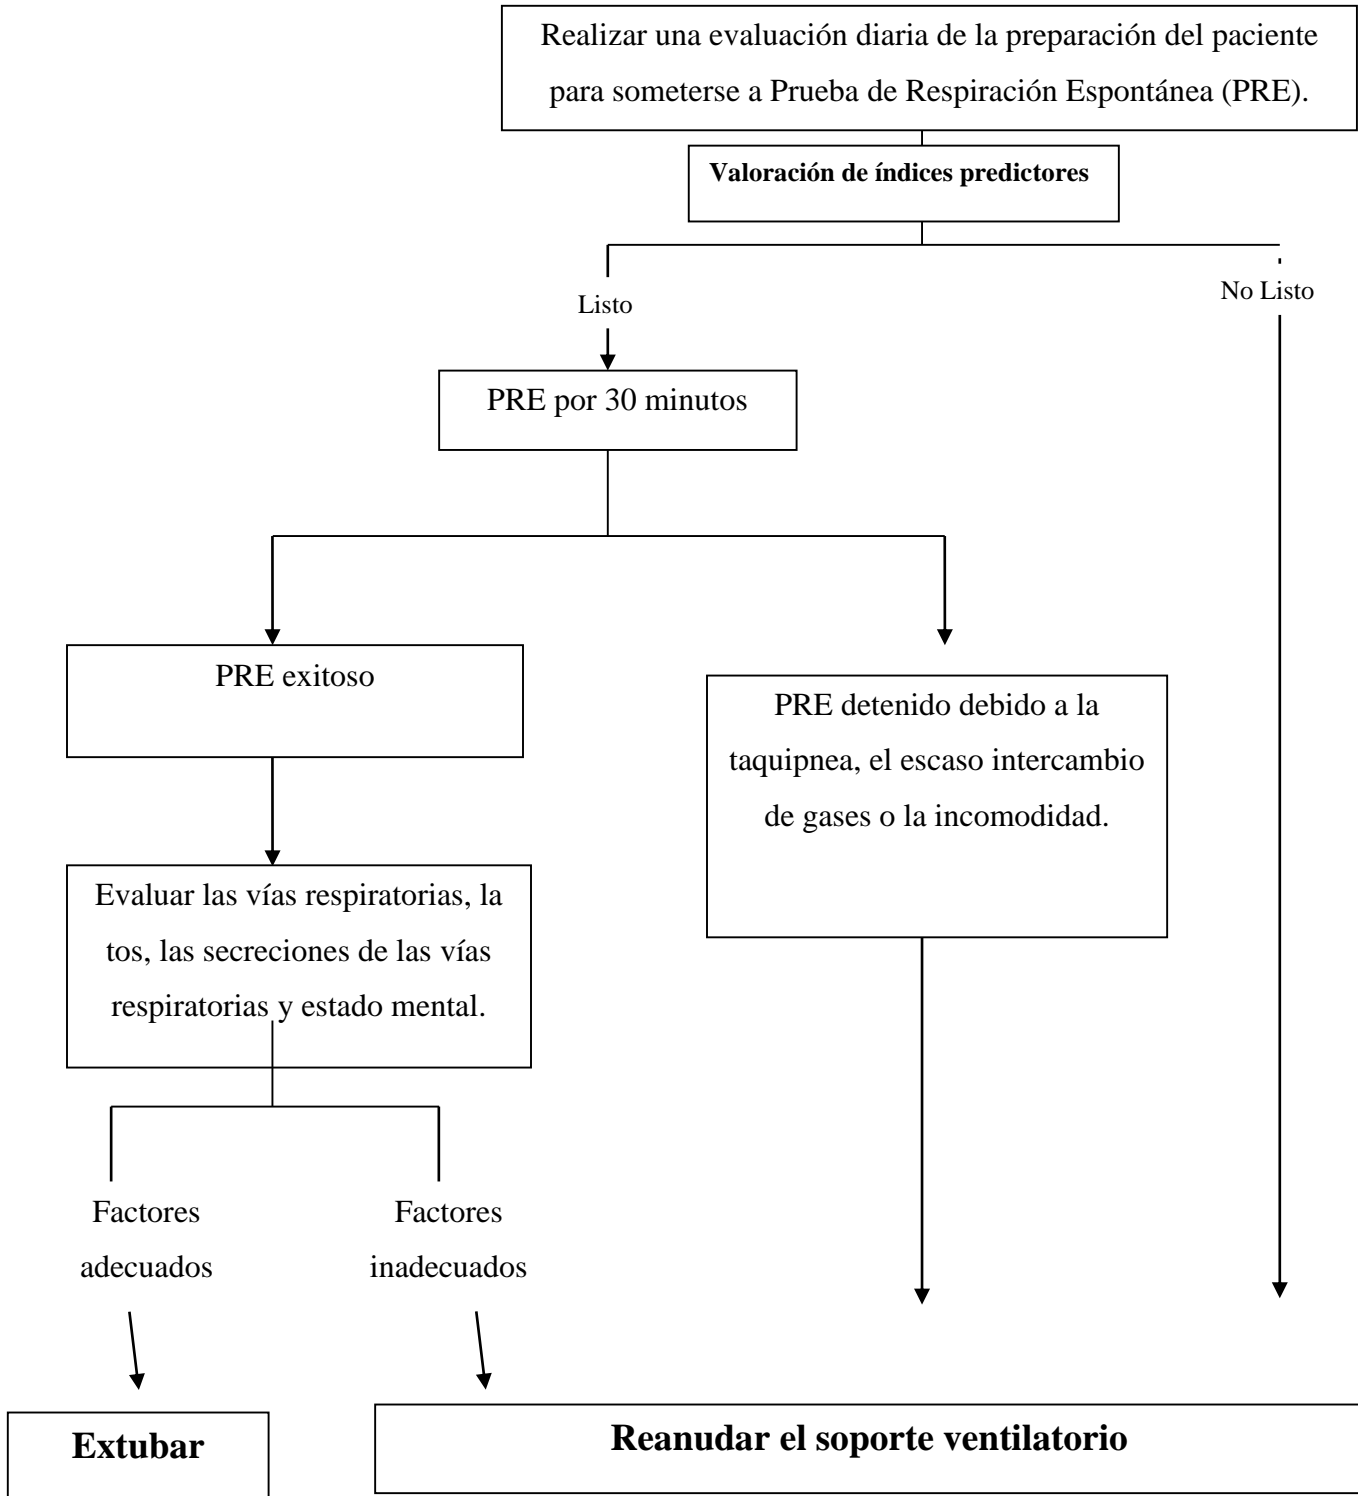 Realizar una evaluación diaria de la preparación del paciente
para someterse a Prueba de Respiración Espontánea (PRE).
Valoración de índices predictores
Listo
No Listo
PRE por 30 minutos
PRE exitoso
PRE detenido debido a la
taquipnea, el escaso intercambio
de gases o la incomodidad.
Evaluar las vías respiratorias, la
tos, las secreciones de las vías
respiratorias y estado mental.
Factores
adecuados
Factores
inadecuados
Extubar
Reanudar el soporte ventilatorio